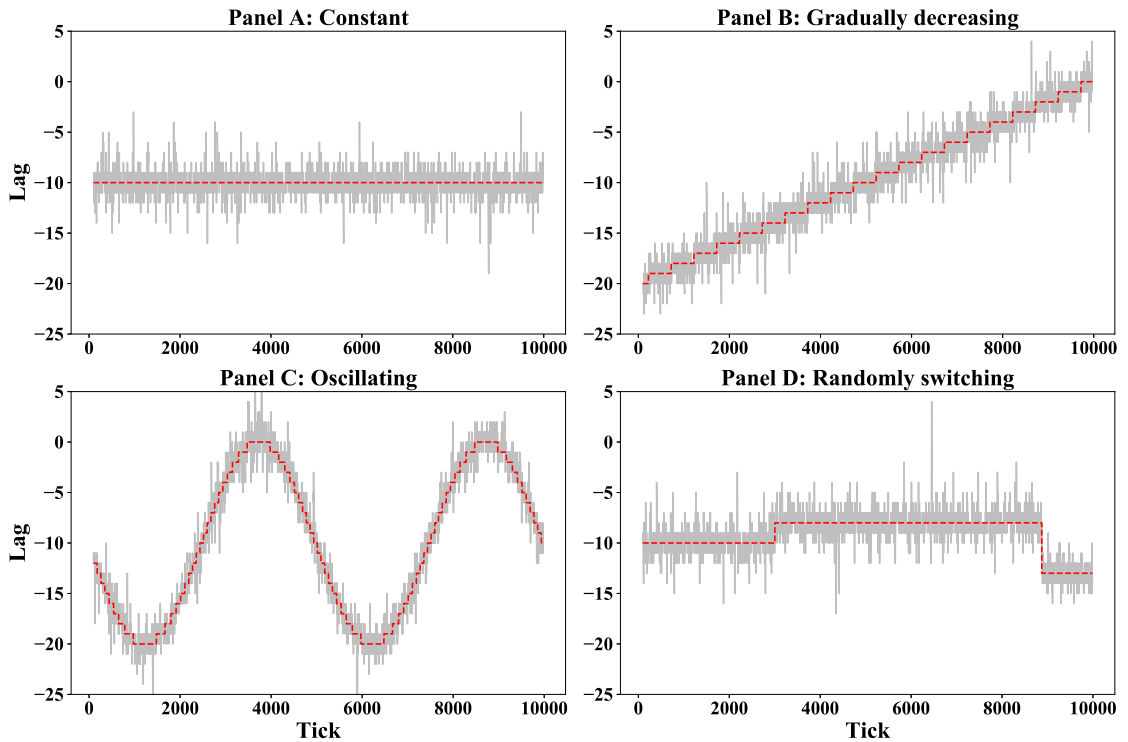 Panel A: Constant
5
0
−5
−10
−15
−20
−25
Lag
0 2000 4000 6000 8000 10000
Panel B: Gradually decreasing
5
0
−5
−10
−15
−20
−25
0 2000 4000 6000 8000 10000
Panel C: Oscillating
5
0
−5
−10
−15
−20
−25
Lag
0 2000 4000 6000 8000 10000
Tick
Panel D: Randomly switching
5
0
−5
−10
−15
−20
−25
0 2000 4000 6000 8000 10000
Tick